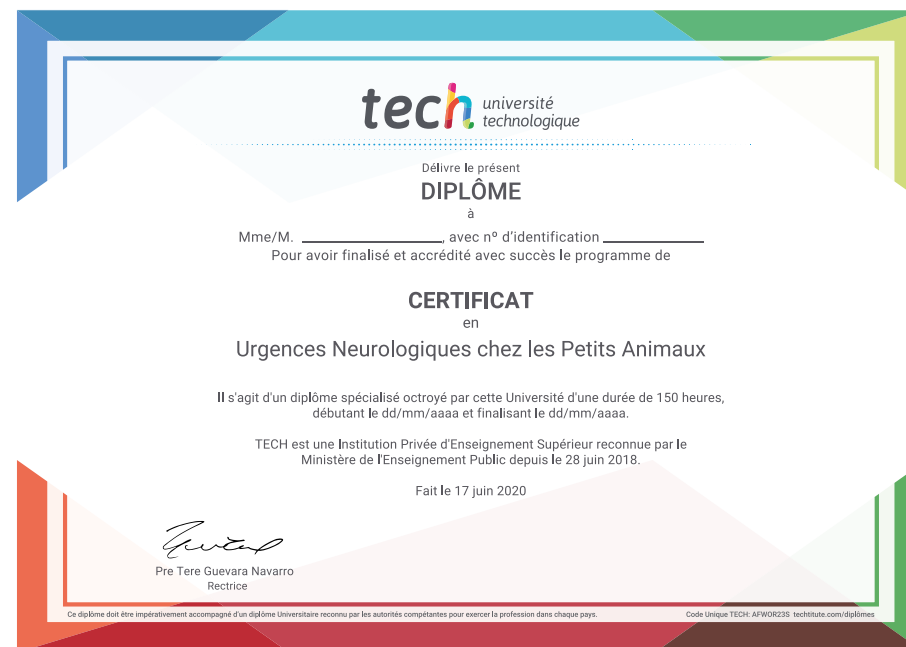 tech université
technologique
Délivre le présent
DIPLÔME
à
Mme/M. ____________________, avec nº d'identification ______________
Pour avoir finalisé et accrédité avec succès le programme de
CERTIFICAT
en
Urgences Neurologiques chez les Petits Animaux
Il s'agit d'un diplôme spécialisé octroyé par cette Université d'une durée de 150 heures,
débutant le dd/mm/aaaa et finalisant le dd/mm/aaaa.
TECH est une Institution Privée d'Enseignement Supérieur reconnue par le
Ministère de l'Enseignement Public depuis le 28 juin 2018.
Fait le 17 juin 2020
Pre Tere Guevara Navarro
Rectrice
Ce diplôme doit être impérativement accompagné d'un diplôme Universitaire reconnu par les autorités compétentes pour exercer la profession dans chaque pays.
Code Unique TECH: AFWOR23S techtitute.com/diplômes